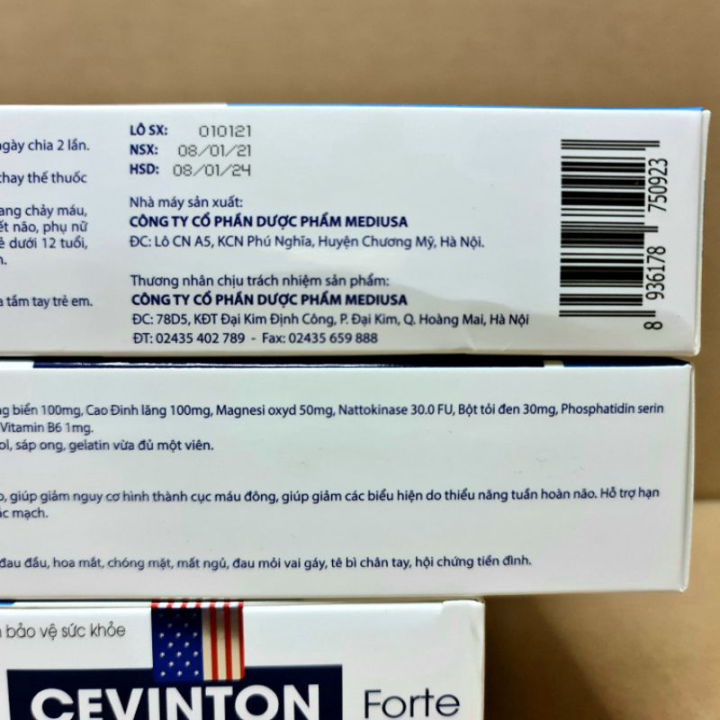 ngày chia 2 lần.
thay thế thuốc
ang chảy máu,
ết não, phụ nữ
ẻ dưới 12 tuổi,
a tầm tay trẻ em.
LÔ SX: 010121
NSX: 08/01/21
HSD: 08/01/24
Nhà máy sản xuất:
CÔNG TY CỔ PHẦN DƯỢC PHẨM MEDIUSA
ĐC: Lô CN A5, KCN Phú Nghĩa, Huyện Chương Mỹ, Hà Nội.
Thương nhân chịu trách nhiệm sản phẩm:
CÔNG TY CỔ PHẦN DƯỢC PHẨM MEDIUSA
ĐC: 78D5, KĐT Đại Kim Định Công, P. Đại Kim, Q. Hoàng Mai, Hà Nội
ĐT: 02435 402 789 - Fax: 02435 659 888
8 936178 750923
ng biển 100mg, Cao Đinh lăng 100mg, Magnesi oxyd 50mg, Nattokinase 30.0 FU, Bột tỏi đen 30mg, Phosphatidin serin
Vitamin B6 1mg.
ol, sáp ong, gelatin vừa đủ một viên.
o, giúp giảm nguy cơ hình thành cục máu đông, giúp giảm các biểu hiện do thiểu năng tuần hoàn não. Hỗ trợ hạn
ắc mạch.
đau đầu, hoa mắt, chóng mặt, mất ngủ, đau mỏi vai gáy, tê bì chân tay, hội chứng tiền đình.
bảo vệ sức khỏe
CEVINTON Forte